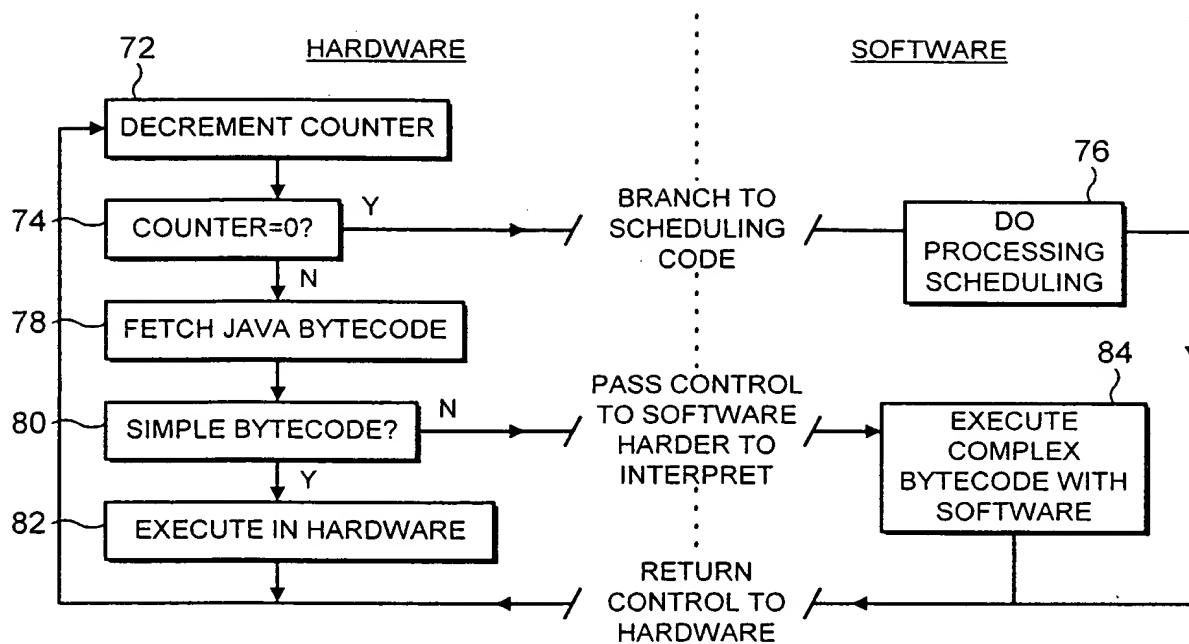 HARDWARE
SOFTWARE
72
DECREMENT COUNTER
74
COUNTER=0?
Y
BRANCH TO
SCHEDULING
CODE
76
DO
PROCESSING
SCHEDULING
N
78
FETCH JAVA BYTECODE
80
SIMPLE BYTECODE?
N
PASS CONTROL
TO SOFTWARE
HARDER TO
INTERPRET
84
EXECUTE
COMPLEX
BYTECODE WITH
SOFTWARE
Y
82
EXECUTE IN HARDWARE
RETURN
CONTROL TO
HARDWARE